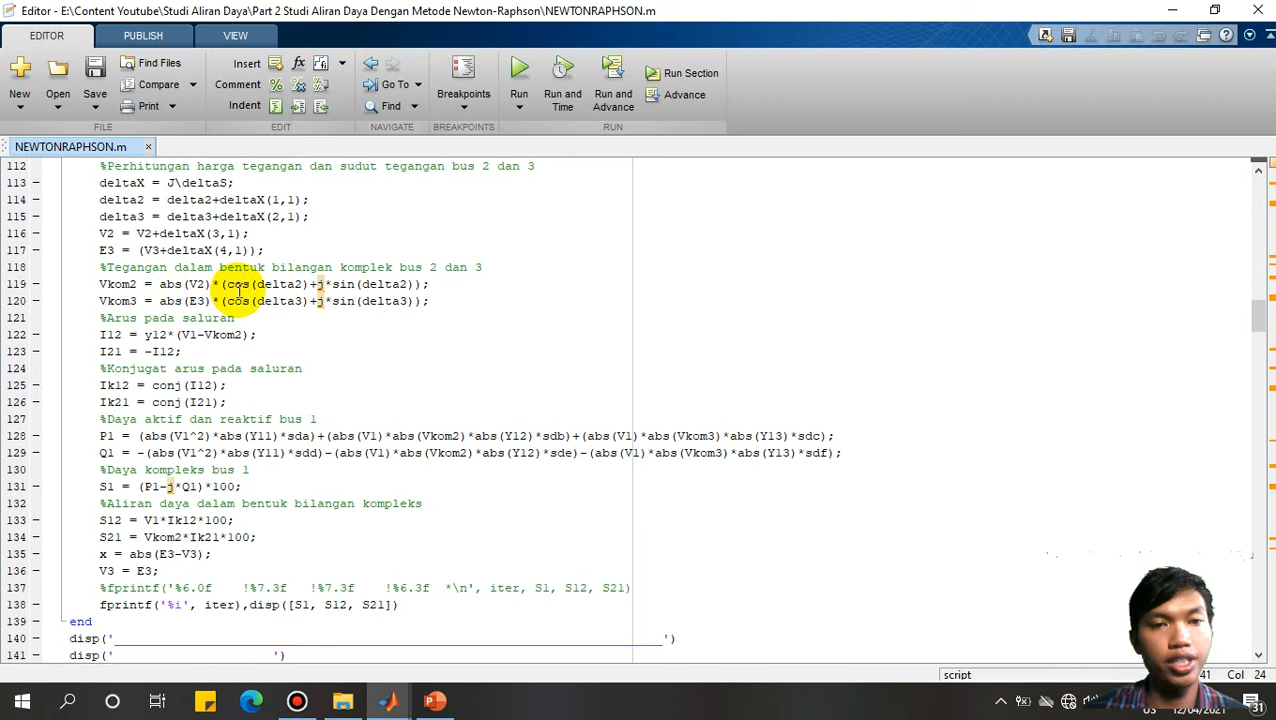 Editor - E:\Content Youtube\Studi Aliran Daya\Part 2 Studi Aliran Daya Dengan Metode Newton-Raphson\NEWTONRAPHSON.m
EDITOR PUBLISH VIEW
New Open Save Find Files Compare Print
Insert fx Comment Indent
Go To Find
Breakpoints
Run Run and Time Run and Advance Run Section Advance
FILE EDIT NAVIGATE BREAKPOINTS RUN
NEWTONRAPHSON.m ×
112 %Perhitungan harga tegangan dan sudut tegangan bus 2 dan 3
113 – deltaX = J\deltaS;
114 – delta2 = delta2+deltaX(1,1);
115 – delta3 = delta3+deltaX(2,1);
116 – V2 = V2+deltaX(3,1);
117 – E3 = (V3+deltaX(4,1));
118 %Tegangan dalam bentuk bilangan komplek bus 2 dan 3
119 – Vkom2 = abs(V2)*(cos(delta2)+j*sin(delta2));
120 – Vkom3 = abs(E3)*(cos(delta3)+j*sin(delta3));
121 %Arus pada saluran
122 – I12 = y12*(V1-Vkom2);
123 – I21 = -I12;
124 %Konjugat arus pada saluran
125 – Ik12 = conj(I12);
126 – Ik21 = conj(I21);
127 %Daya aktif dan reaktif bus 1
128 – P1 = (abs(V1^2)*abs(Y11)*sda)+(abs(V1)*abs(Vkom2)*abs(Y12)*sdb)+(abs(V1)*abs(Vkom3)*abs(Y13)*sdc);
129 – Q1 = -(abs(V1^2)*abs(Y11)*sdd)-(abs(V1)*abs(Vkom2)*abs(Y12)*sde)-(abs(V1)*abs(Vkom3)*abs(Y13)*sdf);
130 %Daya kompleks bus 1
131 – S1 = (P1-j*Q1)*100;
132 %Aliran daya dalam bentuk bilangan kompleks
133 – S12 = V1*Ik12*100;
134 – S21 = Vkom2*Ik21*100;
135 – x = abs(E3-V3);
136 – V3 = E3;
137 %fprintf('%6.0f !%7.3f !%7.3f !%6.3f *\n', iter, S1, S12, S21)
138 – fprintf('%i', iter),disp([S1, S12, S21])
139 – end
140 – disp('_________________________________________________________________________')
141 – disp(' ')
script 41 Col 24
12/04/2021 31